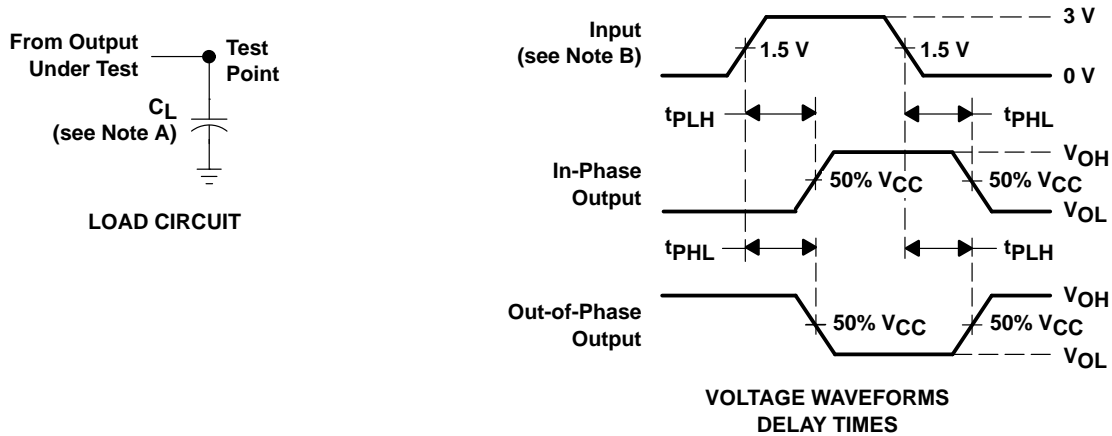 From Output
Under Test
Test
Point
CL
(see Note A)
LOAD CIRCUIT
Input
(see Note B)
1.5 V
1.5 V
3 V
0 V
tPLH
tPHL
In-Phase
Output
50% VCC
50% VCC
VOH
VOL
tPHL
tPLH
Out-of-Phase
Output
50% VCC
50% VCC
VOH
VOL
VOLTAGE WAVEFORMS
DELAY TIMES